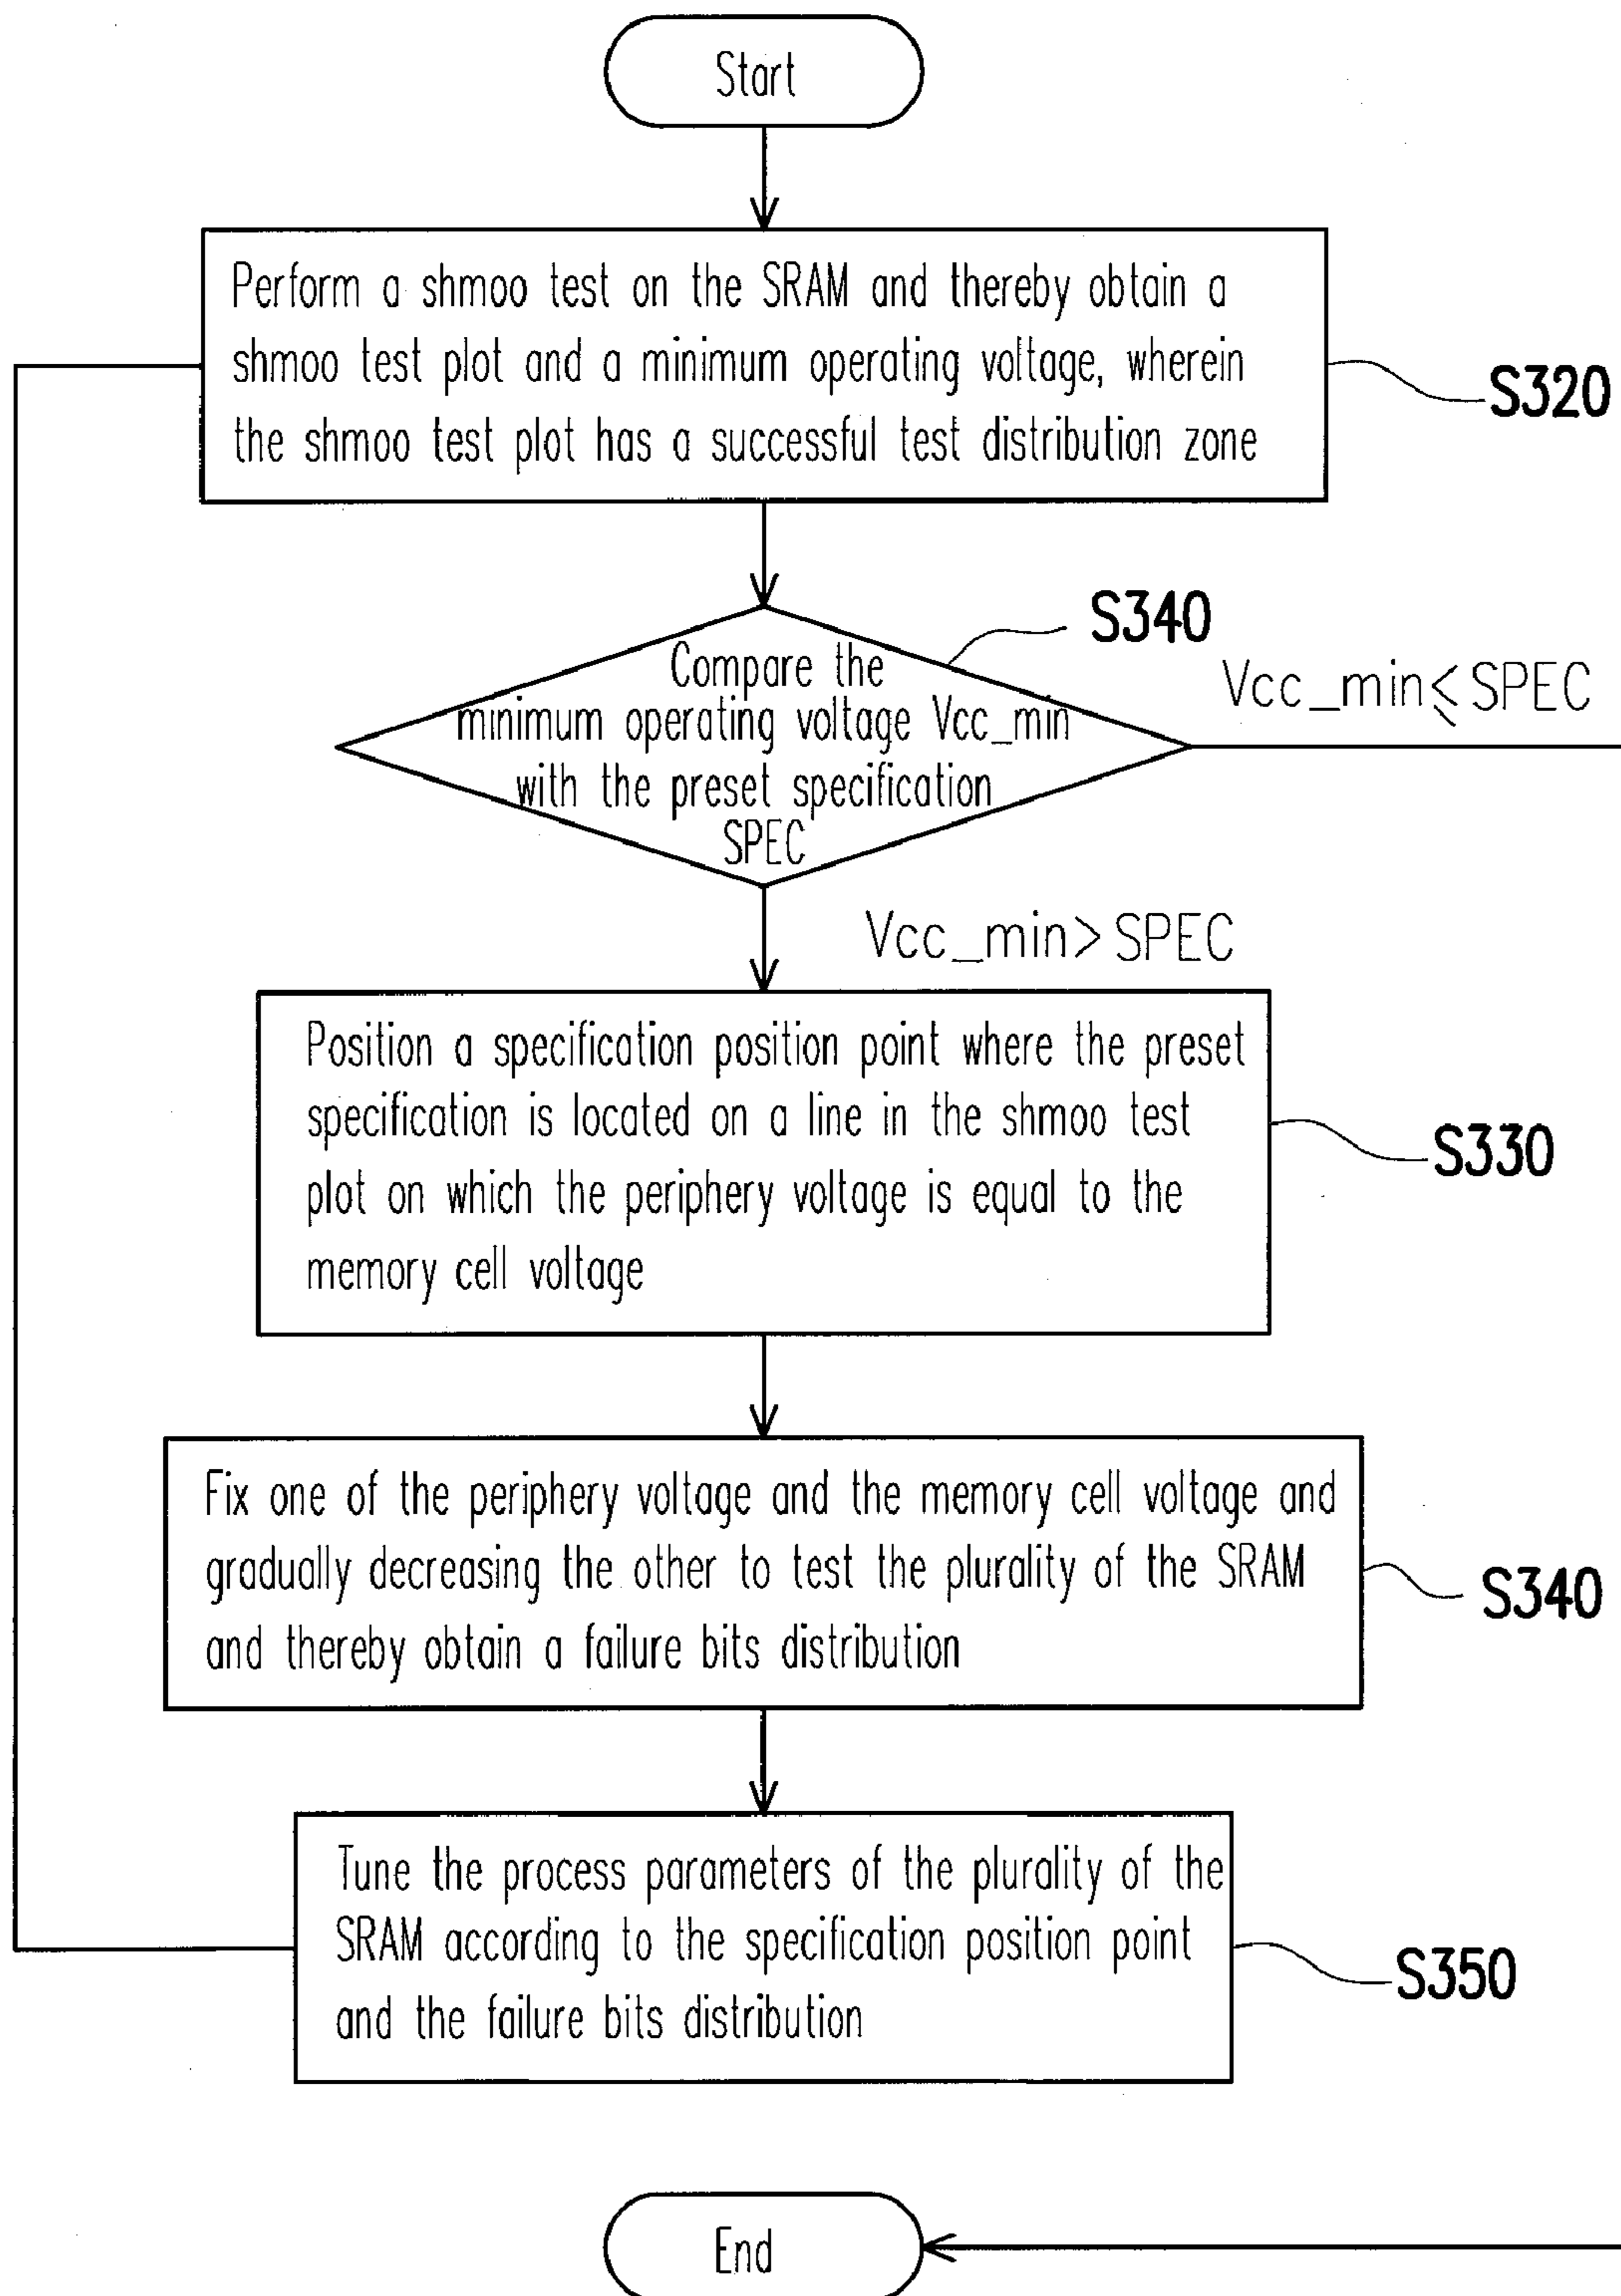 Start
Perform a shmoo test on the SRAM and thereby obtain a
shmoo test plot and a minimum operating voltage, wherein
the shmoo test plot has a successful test distribution zone
S320
S340
Compare the
minimum operating voltage Vcc_min
with the preset specification
SPEC
Vcc_min≤SPEC
Vcc_min>SPEC
Position a specification position point where the preset
specification is located on a line in the shmoo test
plot on which the periphery voltage is equal to the
memory cell voltage
S330
Fix one of the periphery voltage and the memory cell voltage and
gradually decreasing the other to test the plurality of the SRAM
and thereby obtain a failure bits distribution
S340
Tune the process parameters of the plurality of the
SRAM according to the specification position point
and the failure bits distribution
S350
End